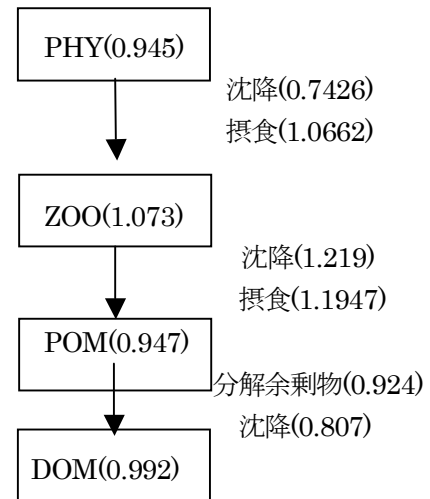 PHY(0.945)
沈降(0.7426)
摂食(1.0662)
ZOO(1.073)
沈降(1.219)
摂食(1.1947)
POM(0.947)
分解余剰物(0.924)
沈降(0.807)
DOM(0.992)